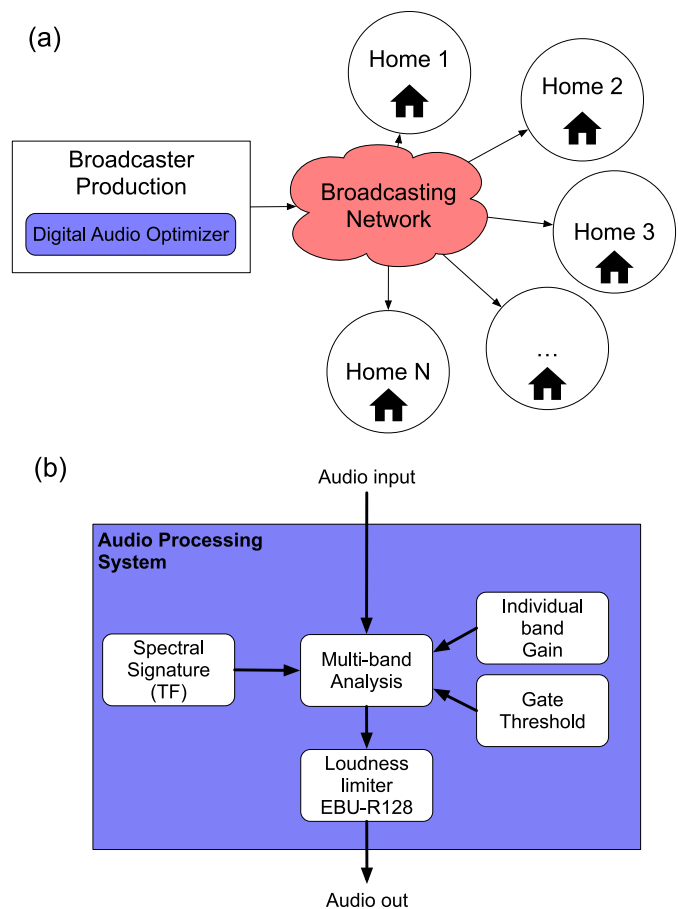 (a)
Home 1
Home 2
Broadcaster
Production
Digital Audio Optimizer
Broadcasting
Network
Home 3
...
Home N
(b)
Audio input
Audio Processing
System
Individual
band
Gain
Spectral
Signature
(TF)
Multi-band
Analysis
Gate
Threshold
Loudness
limiter
EBU-R128
Audio out